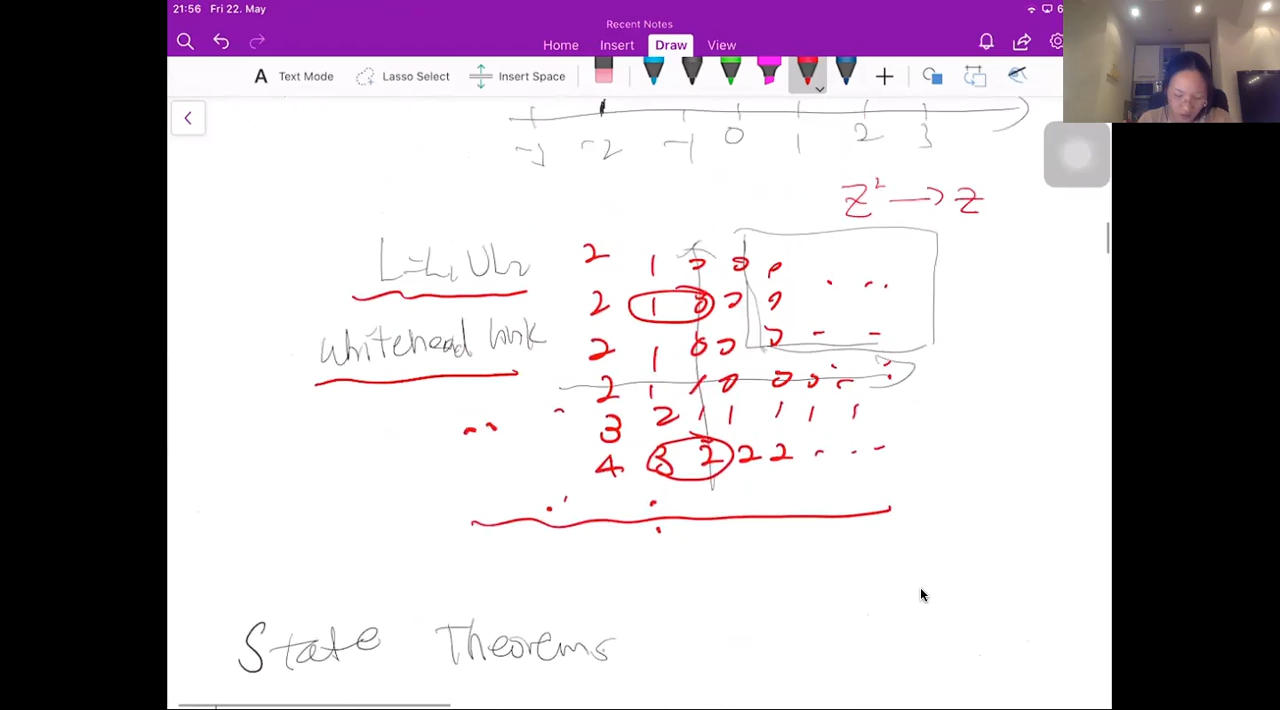 21:56 Fri 22. May
6
Recent Notes
Home Insert Draw View
A Text Mode Lasso Select Insert Space
-3 -2 -1 0 1 2 3
Z² → Z
L=L₁ ∪ L₂
Whitehead link
2 1 0 0 0 . . .
2 1 0 0 0
2 1 0 0 0 - -
2 1 1 0 0 0 . .
3 2 1 1 1 1 1
4 3 2 2 2 . . .
State Theorems